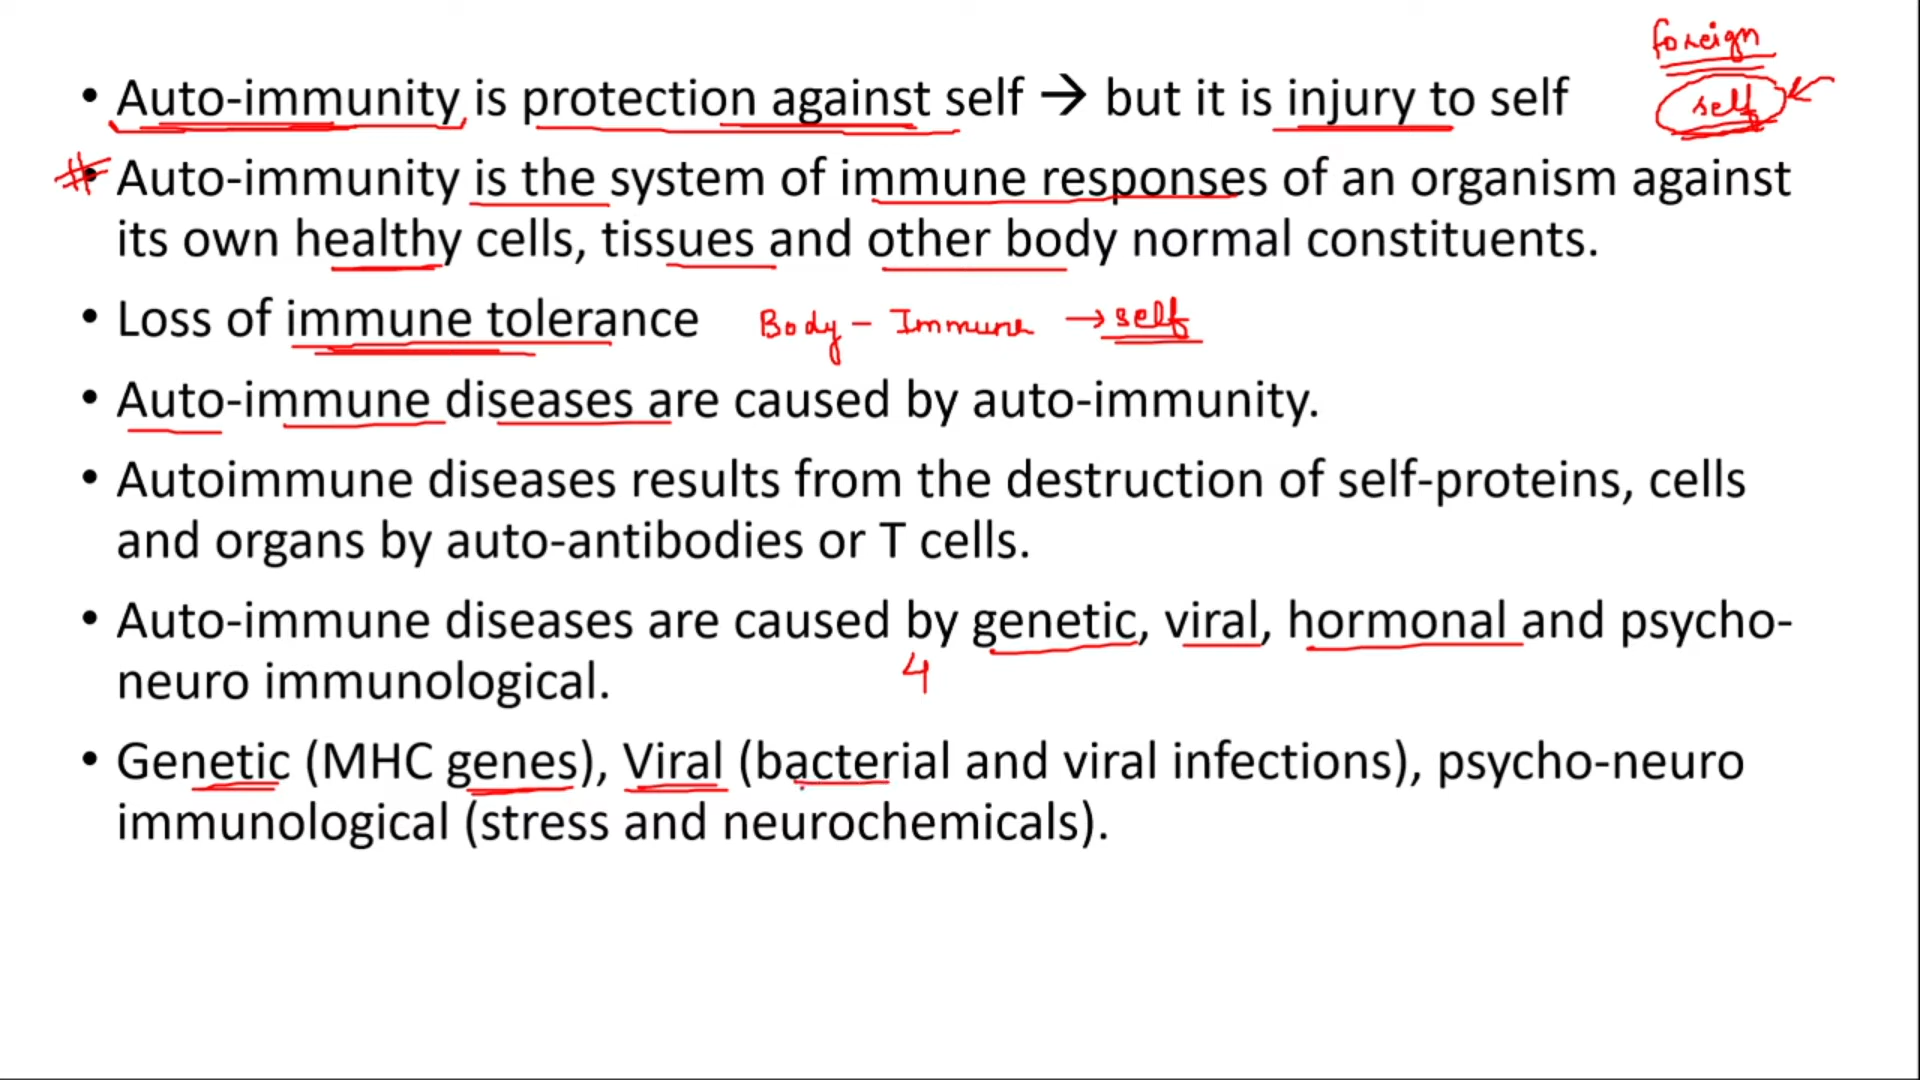 foreign
• Auto-immunity is protection against self → but it is injury to self
self
# • Auto-immunity is the system of immune responses of an organism against
its own healthy cells, tissues and other body normal constituents.
• Loss of immune tolerance Body - Immune → self
• Auto-immune diseases are caused by auto-immunity.
• Autoimmune diseases results from the destruction of self-proteins, cells
and organs by auto-antibodies or T cells.
• Auto-immune diseases are caused by genetic, viral, hormonal and psycho-
neuro immunological. 4
• Genetic (MHC genes), Viral (bacterial and viral infections), psycho-neuro
immunological (stress and neurochemicals).